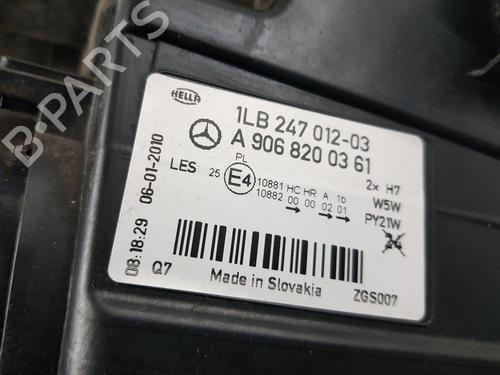 HELLA
1LB 247 012-03
A 906 820 03 61
PL
LES 25 E4 10881 HC HR A 1b 2x H7
10882 00 00 02 01 W5W
PY21W
24
08:18:29 06-01-2010
Q7 Made in Slovakia ZGS007
B-PARTS